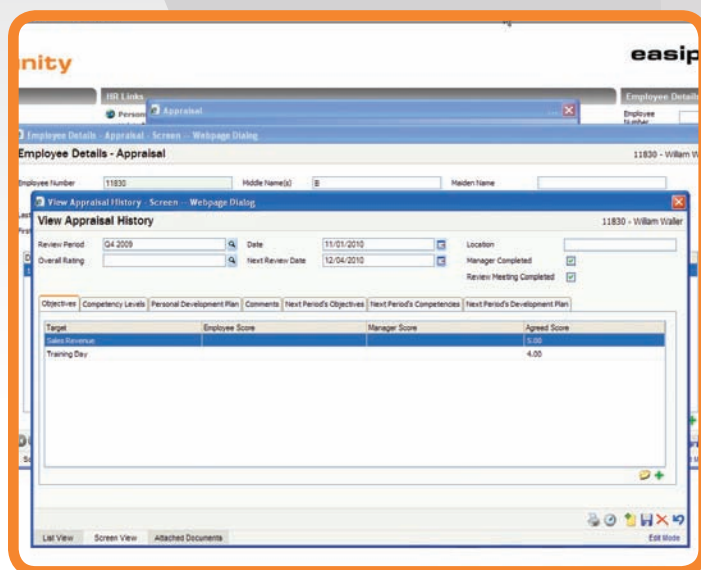 nity
easip
HR Links
Employee Details
Person
Appraisal
Employee
Number
Employee Details - Appraisal - Screen -- Webpage Dialog
Employee Details - Appraisal
11830 - Willam W
Employee Number 11830 Middle Name(s) B Maiden Name
View Appraisal History - Screen -- Webpage Dialog
View Appraisal History
11830 - Willam Waller
Review Period Q4 2009 Date 11/01/2010 Location
Overall Rating Next Review Date 12/04/2010 Manager Completed
Review Meeting Completed
Objectives Competency Levels Personal Development Plan Comments Next Period's Objectives Next Period's Competencies Next Period's Development Plan
Target Employee Score Manager Score Agreed Score
Sales Revenue 5.00
Training Day 4.00
List View Screen View Attached Documents
Edit Mode